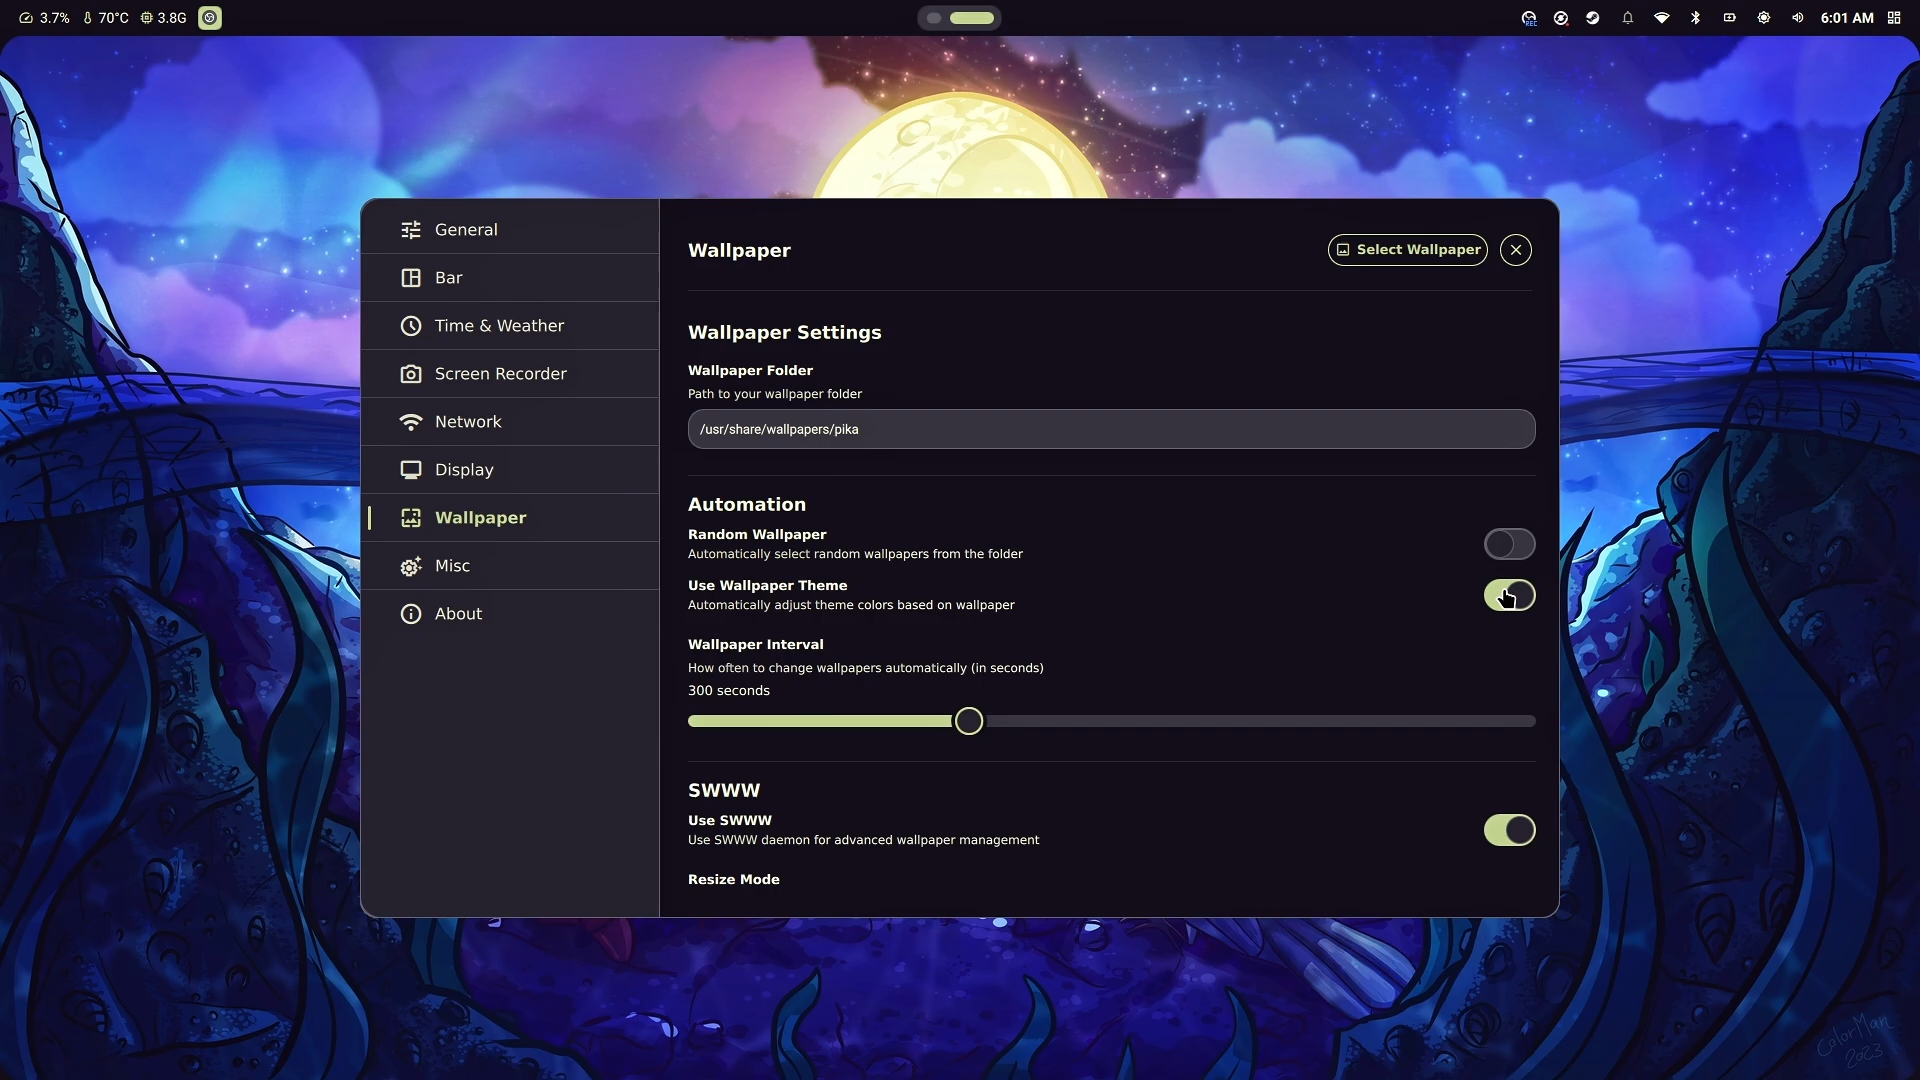 3.7% 70°C 3.8G
REC 6:01 AM
General
Bar
Time & Weather
Screen Recorder
Network
Display
Wallpaper
Misc
About
Wallpaper
Select Wallpaper
Wallpaper Settings
Wallpaper Folder
Path to your wallpaper folder
/usr/share/wallpapers/pika
Automation
Random Wallpaper
Automatically select random wallpapers from the folder
Use Wallpaper Theme
Automatically adjust theme colors based on wallpaper
Wallpaper Interval
How often to change wallpapers automatically (in seconds)
300 seconds
SWWW
Use SWWW
Use SWWW daemon for advanced wallpaper management
Resize Mode
ColorMan
2023